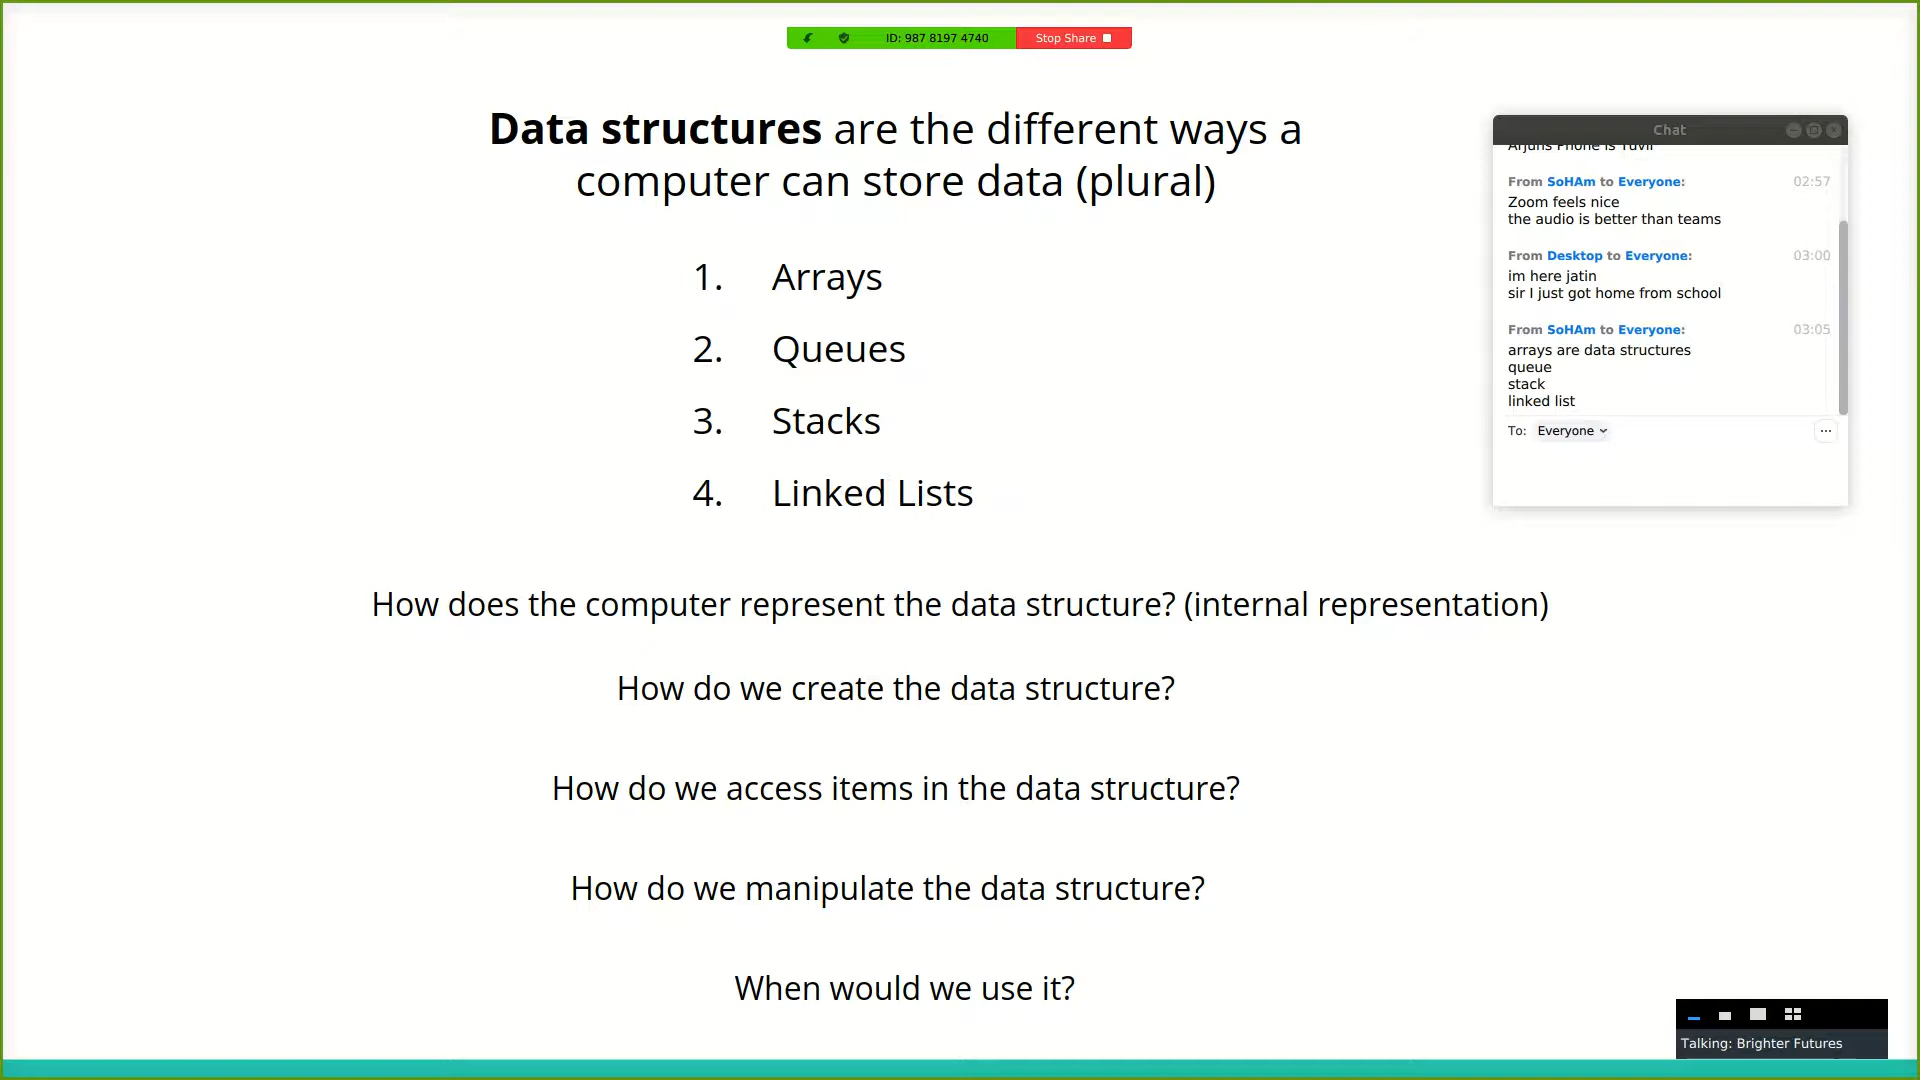 ID: 987 8197 4740 Stop Share
Data structures are the different ways a
computer can store data (plural)
1. Arrays
2. Queues
3. Stacks
4. Linked Lists
How does the computer represent the data structure? (internal representation)
How do we create the data structure?
How do we access items in the data structure?
How do we manipulate the data structure?
When would we use it?
Chat
Arjuns Phone is Yuvil
From SoHAm to Everyone: 02:57
Zoom feels nice
the audio is better than teams
From Desktop to Everyone: 03:00
im here jatin
sir I just got home from school
From SoHAm to Everyone: 03:05
arrays are data structures
queue
stack
linked list
To: Everyone
Talking: Brighter Futures